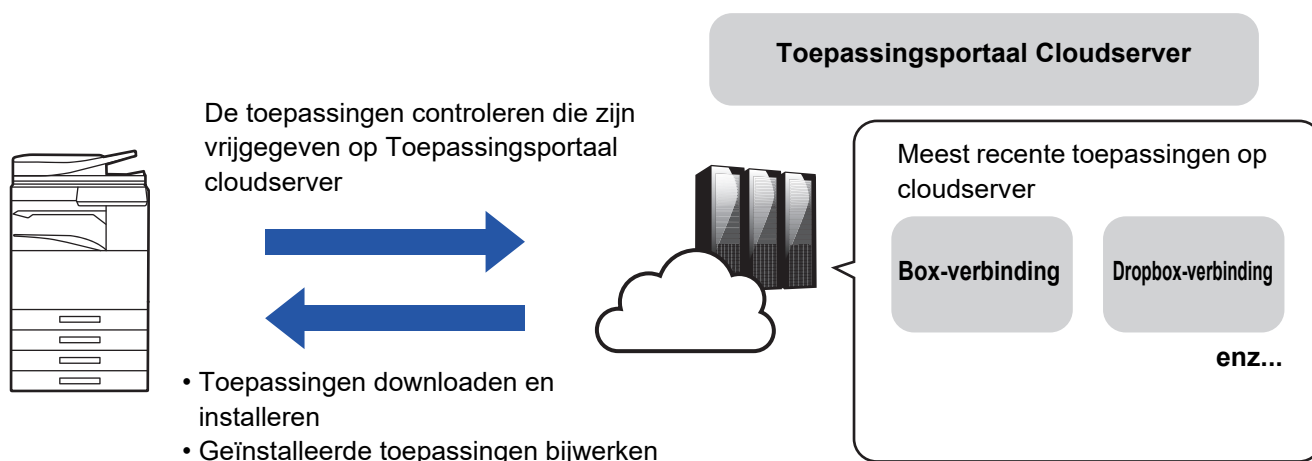 Toepassingsportaal Cloudserver
De toepassingen controleren die zijn
vrijgegeven op Toepassingsportaal
cloudserver
Meest recente toepassingen op
cloudserver
Box-verbinding
Dropbox-verbinding
enz...
• Toepassingen downloaden en
installeren
• Geïnstalleerde toepassingen bijwerken